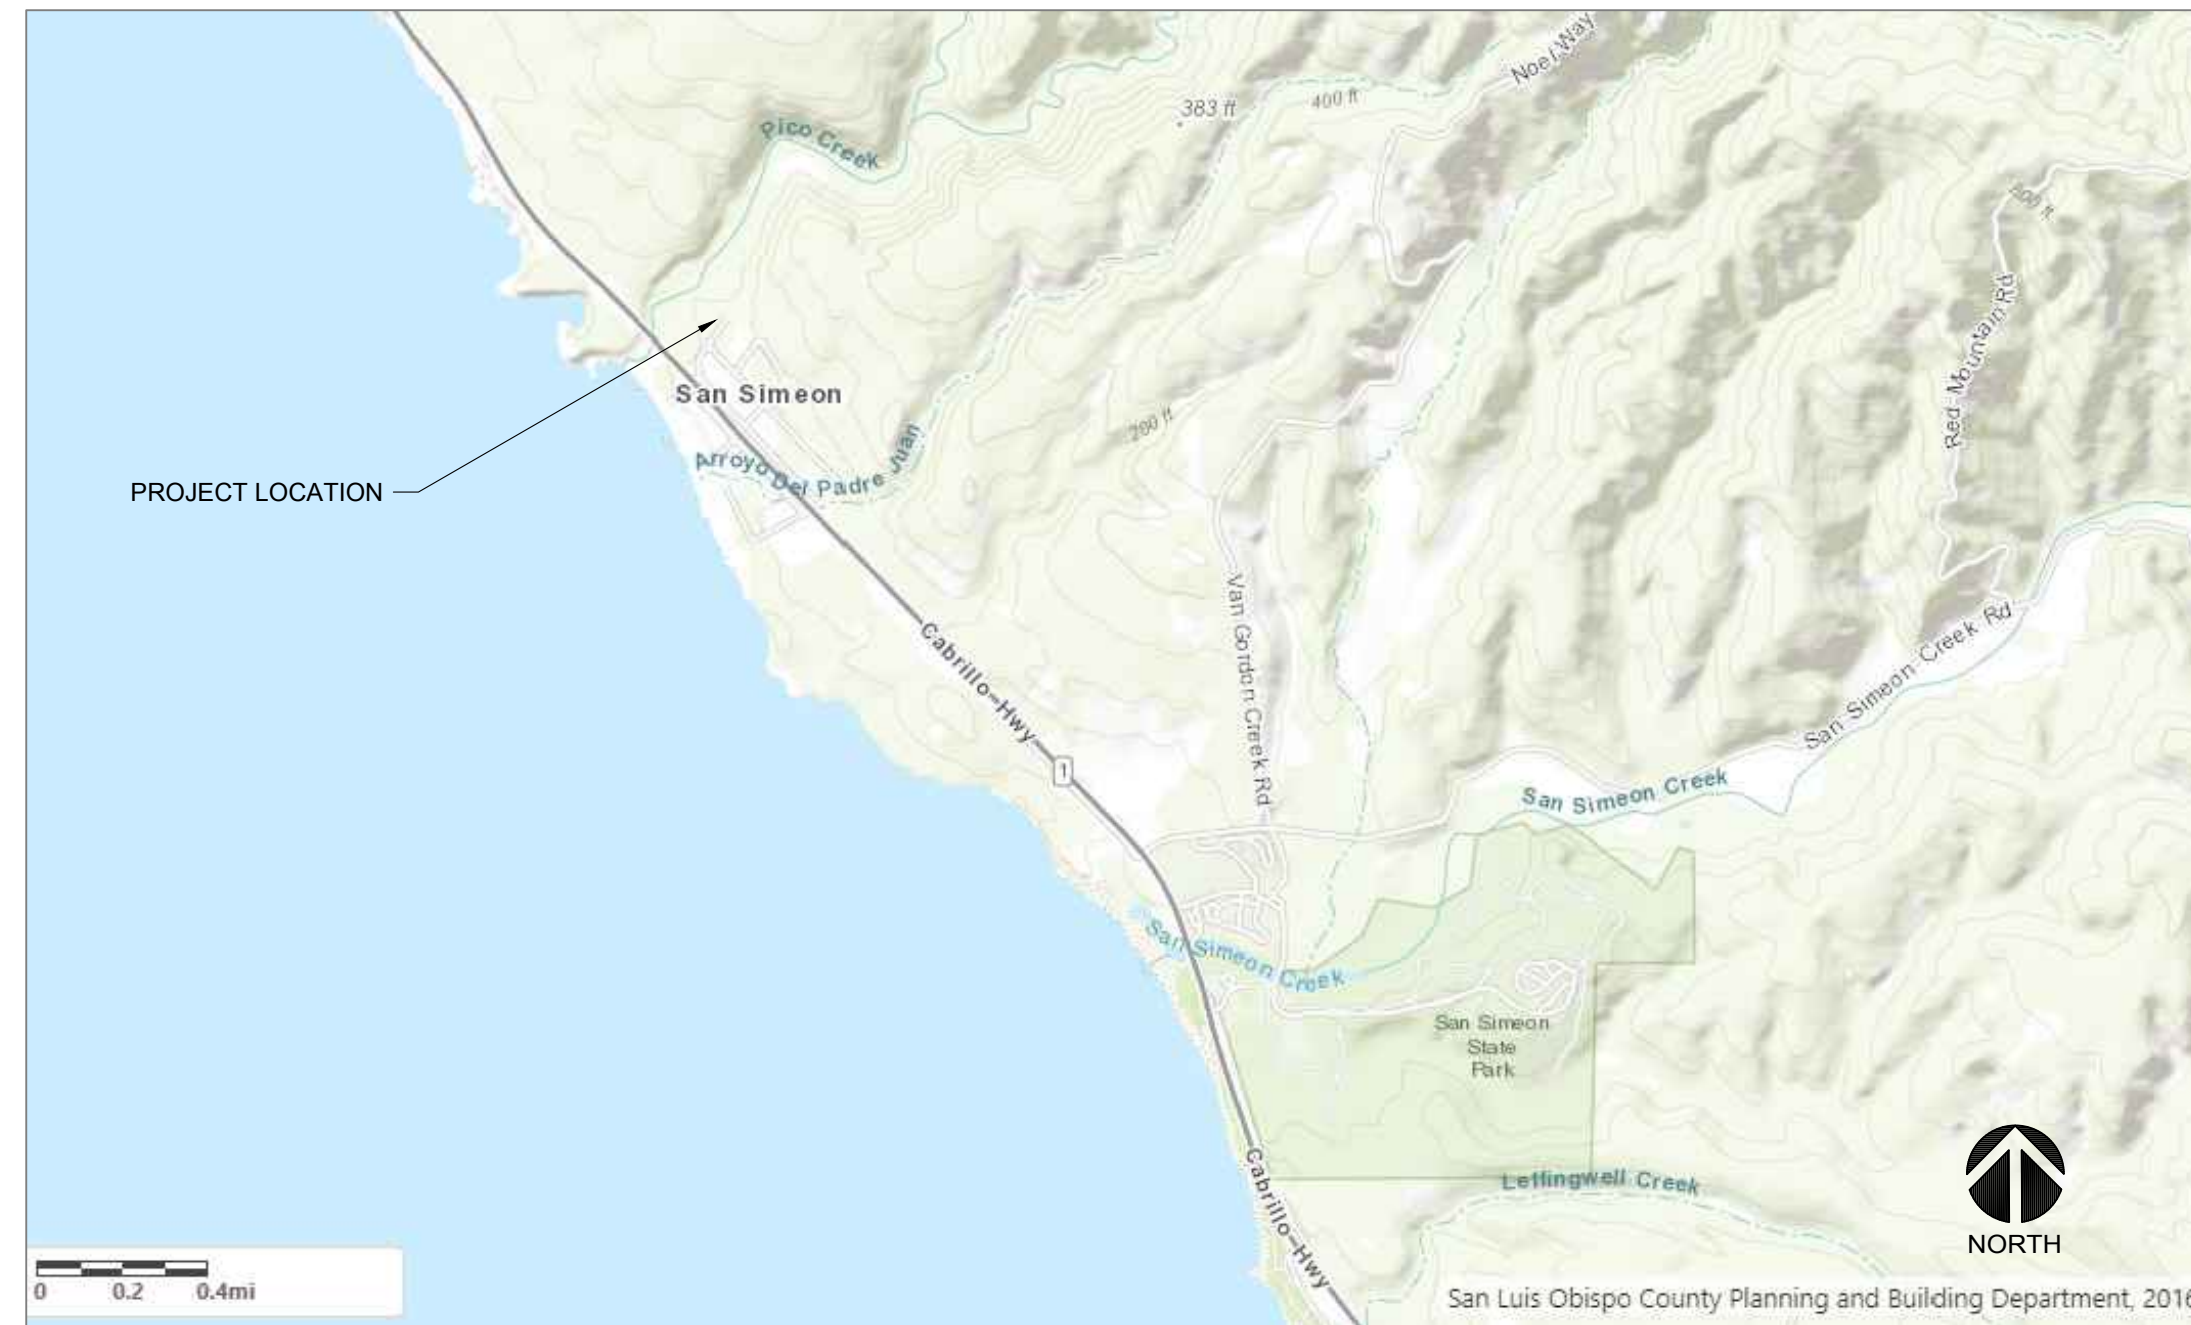 Noel Way
383 ft
400 ft
Pico Creek
800 ft
Red Mountain Rd
San Simeon
200 ft
Arroyo Del Padre Juan
PROJECT LOCATION
Van Gordon Creek Rd
San Simeon Creek Rd
Cabrillo Hwy
1
San Simeon Creek
San Simeon Creek
San Simeon
State
Park
Leffingwell Creek
Cabrillo Hwy
NORTH
0 0.2 0.4mi
San Luis Obispo County Planning and Building Department, 2016